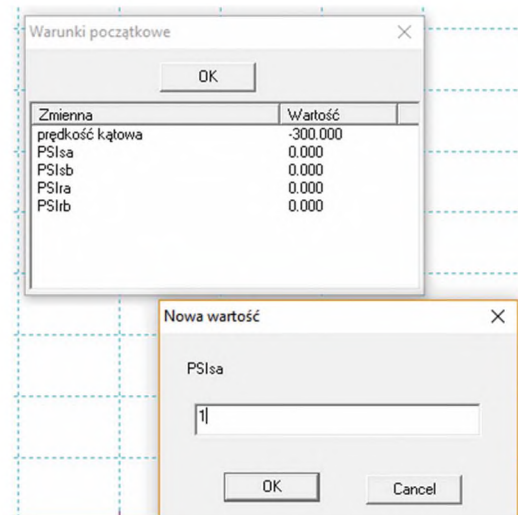 Warunki początkowe
OK
Zmienna Wartość
prędkość kątowa -300.000
PSIsa 0.000
PSIsb 0.000
PSIra 0.000
PSIrb 0.000
Nowa wartość
PSIsa
1
OK Cancel